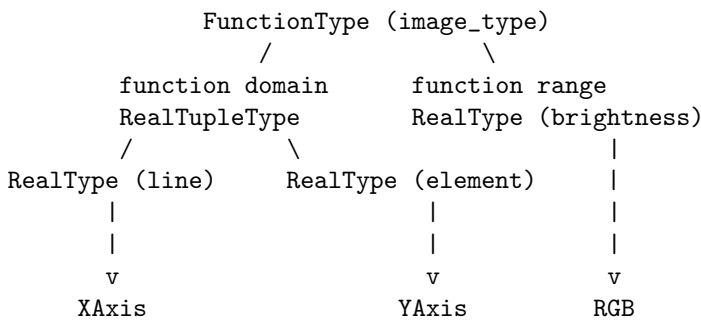 FunctionType (image_type)
/ \
function domain function range
RealTupleType RealType (brightness)
/ \ |
RealType (line) RealType (element) |
| | |
| | |
v v v
XAxis YAxis RGB